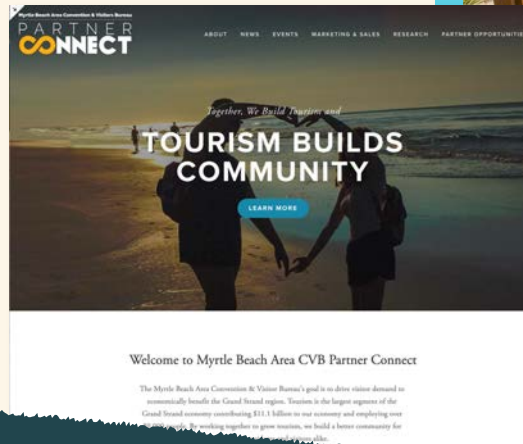 Myrtle Beach Area Convention & Visitors Bureau
PARTNER
CONNECT
ABOUT NEWS EVENTS MARKETING & SALES RESEARCH PARTNER OPPORTUNITIE
Together, We Build Tourism and
TOURISM BUILDS
COMMUNITY
LEARN MORE
Welcome to Myrtle Beach Area CVB Partner Connect
The Myrtle Beach Area Convention & Visitor Bureau's goal is to drive visitor demand to
economically benefit the Grand Strand region. Tourism is the largest segment of the
Grand Strand economy contributing $11.1 billion to our economy and employing over
people. By working together to grow tourism, we build a better community for
alike.